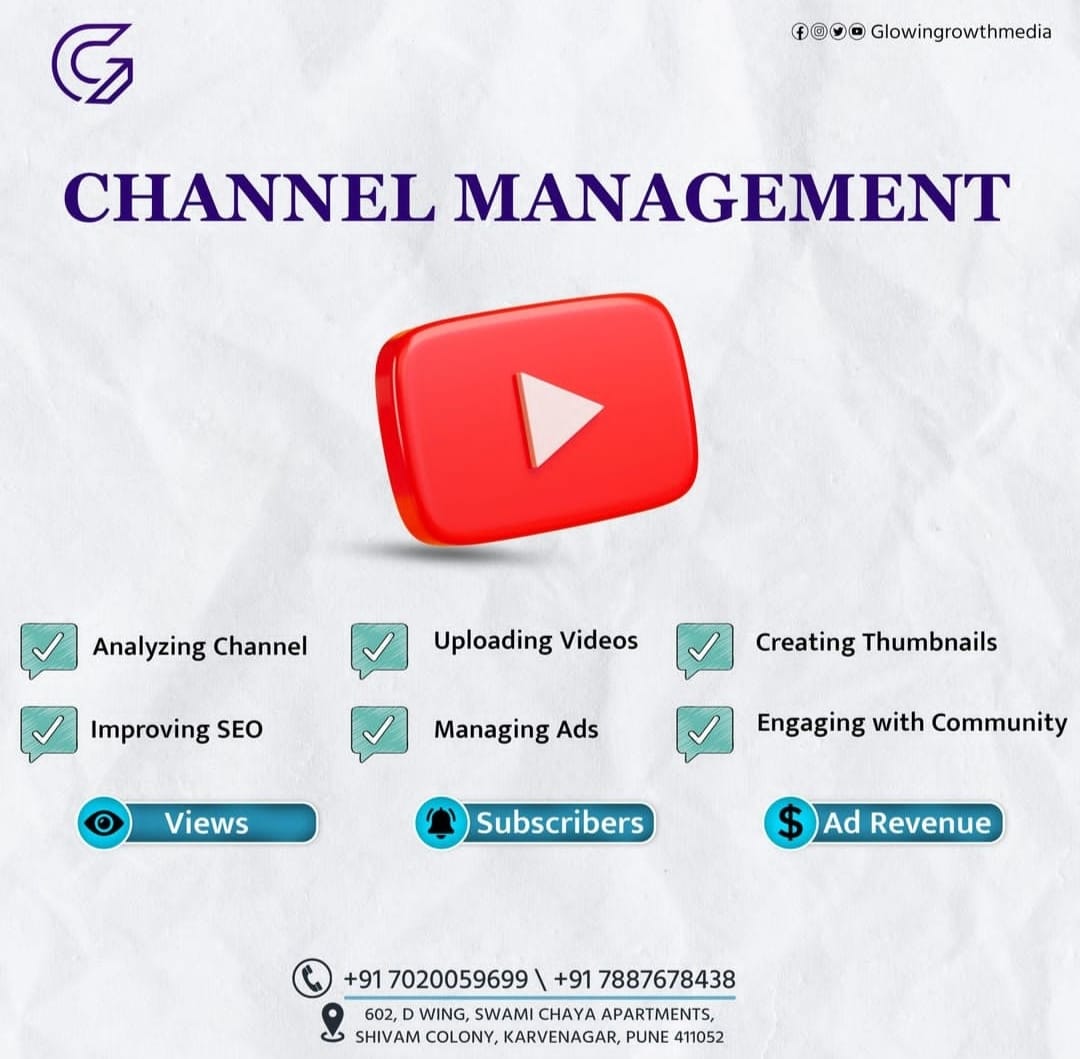 Glowingrowthmedia
CHANNEL MANAGEMENT
Analyzing Channel
Uploading Videos
Creating Thumbnails
Improving SEO
Managing Ads
Engaging with Community
Views
Subscribers
$ Ad Revenue
+91 7020059699 \ +91 7887678438
602, D WING, SWAMI CHAYA APARTMENTS,
SHIVAM COLONY, KARVENAGAR, PUNE 411052